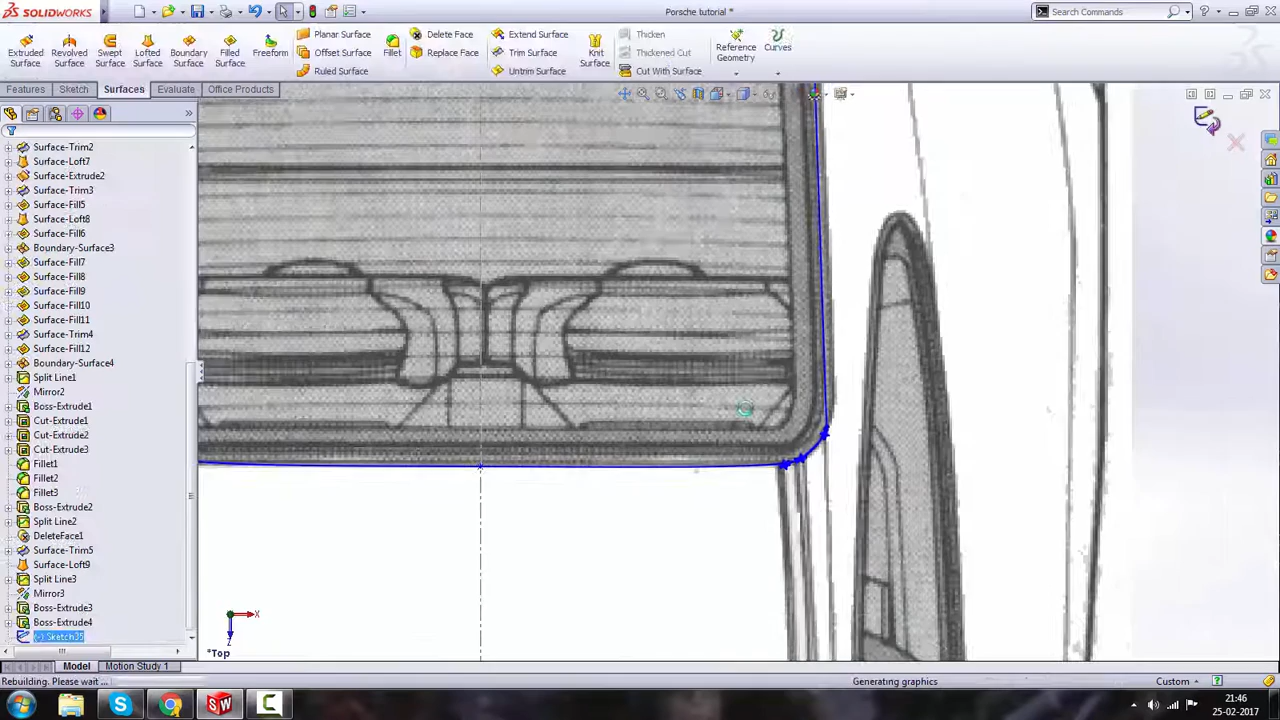 SOLIDWORKS
Porsche tutorial *
Search Commands
Extruded Surface
Revolved Surface
Swept Surface
Lofted Surface
Boundary Surface
Filled Surface
Freeform
Planar Surface
Offset Surface
Ruled Surface
Fillet
Delete Face
Replace Face
Extend Surface
Trim Surface
Untrim Surface
Knit Surface
Thicken
Thickened Cut
Cut With Surface
Reference Geometry
Curves
Features
Sketch
Surfaces
Evaluate
Office Products
Surface-Trim2
Surface-Loft7
Surface-Extrude2
Surface-Trim3
Surface-Fill5
Surface-Loft8
Surface-Fill6
Boundary-Surface3
Surface-Fill7
Surface-Fill8
Surface-Fill9
Surface-Fill10
Surface-Fill11
Surface-Trim4
Surface-Fill12
Boundary-Surface4
Split Line1
Mirror2
Boss-Extrude1
Cut-Extrude1
Cut-Extrude2
Cut-Extrude3
Fillet1
Fillet2
Fillet3
Boss-Extrude2
Split Line2
DeleteFace1
Surface-Trim5
Surface-Loft9
Split Line3
Mirror3
Boss-Extrude3
Boss-Extrude4
(-) Sketch35
X
Z
*Top
Model
Motion Study 1
Rebuilding. Please wait ...
Generating graphics
Custom
21:46
25-02-2017